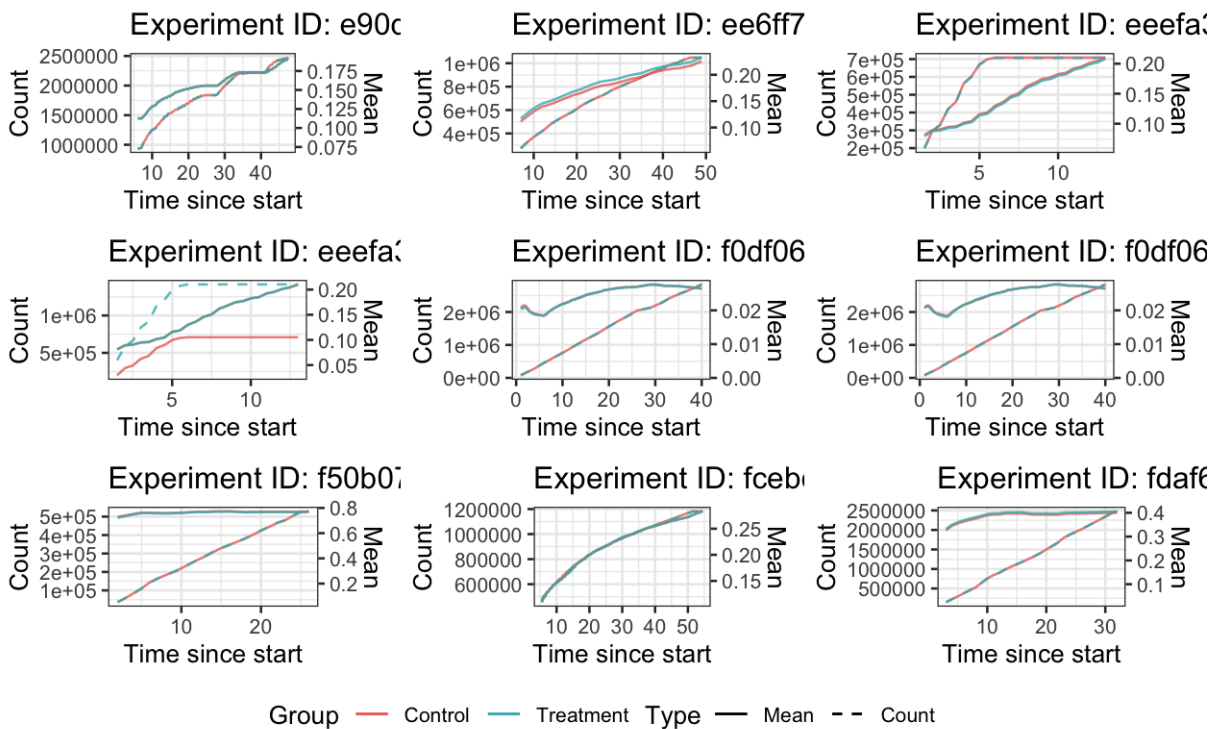 Experiment ID: e90c
Experiment ID: ee6ff7
Experiment ID: eeefa3
2500000
2000000
1500000
1000000
Count
0.175
0.150
0.125
0.100
0.075
Mean
10 20 30 40
Time since start
1e+06
8e+05
6e+05
4e+05
Count
0.20
0.15
0.10
Mean
10 20 30 40 50
Time since start
7e+05
6e+05
5e+05
4e+05
3e+05
2e+05
Count
0.20
0.15
0.10
Mean
5 10
Time since start
Experiment ID: eeefa3
Experiment ID: f0df06
Experiment ID: f0df06
1e+06
5e+05
Count
0.20
0.15
0.10
0.05
Mean
5 10
Time since start
2e+06
1e+06
0e+00
Count
0.02
0.01
0.00
Mean
0 10 20 30 40
Time since start
2e+06
1e+06
0e+00
Count
0.02
0.01
0.00
Mean
0 10 20 30 40
Time since start
Experiment ID: f50b07
Experiment ID: fceb
Experiment ID: fdaf6
5e+05
4e+05
3e+05
2e+05
1e+05
Count
0.8
0.6
0.4
0.2
Mean
10 20
Time since start
1200000
1000000
800000
600000
Count
0.25
0.20
0.15
Mean
10 20 30 40 50
Time since start
2500000
2000000
1500000
1000000
500000
Count
0.4
0.3
0.2
0.1
Mean
10 20 30
Time since start
Group Control Treatment Type Mean Count